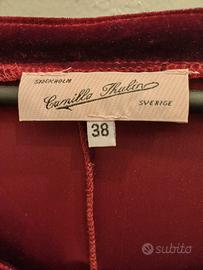 STOCKHOLM
Camilla Thulin
SVERIGE
38
subito